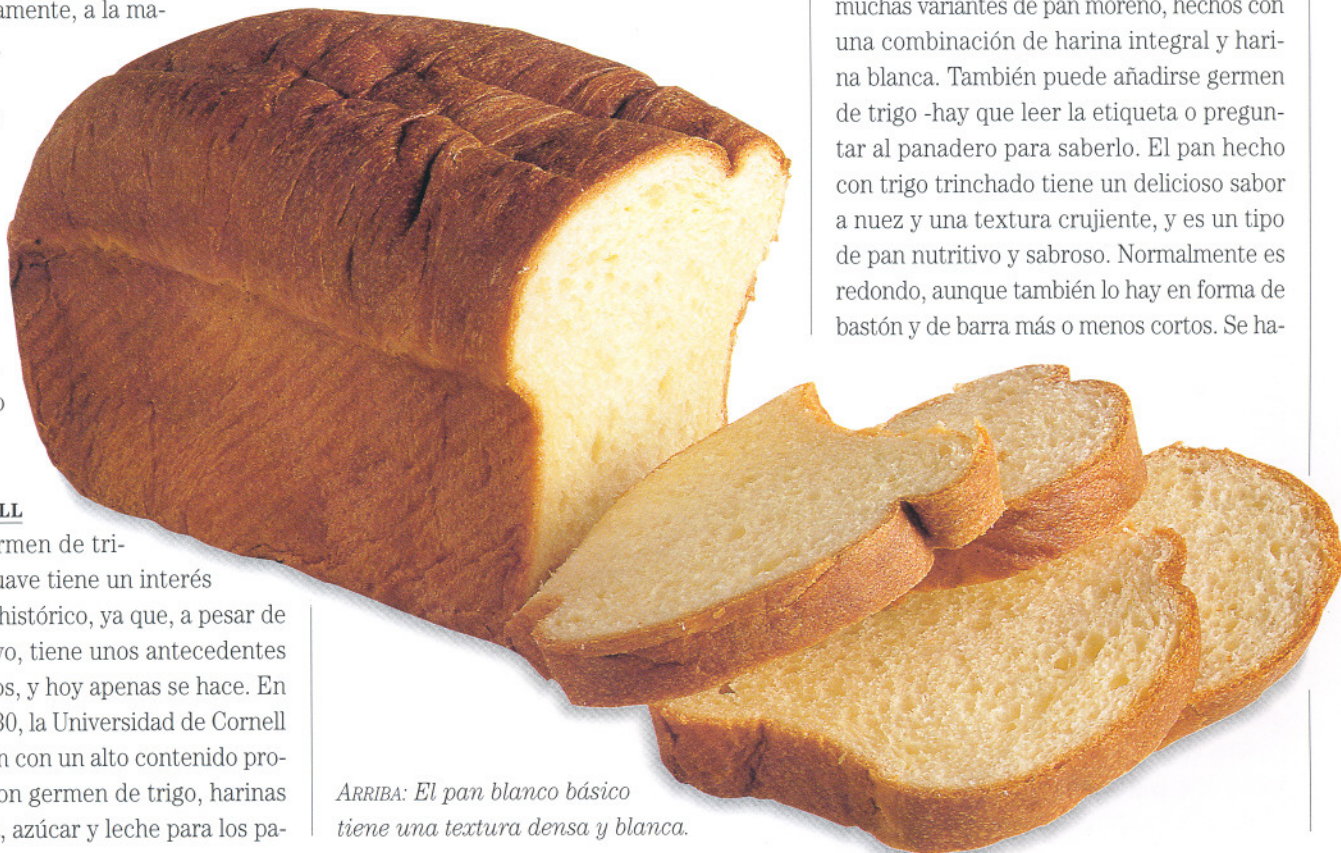 amente, a la ma-
o
LL
rmen de tri-
uave tiene un interés
histórico, ya que, a pesar de
vo, tiene unos antecedentes
os, y hoy apenas se hace. En
30, la Universidad de Cornell
n con un alto contenido pro-
on germen de trigo, harinas
, azúcar y leche para los pa-
ARRIBA: El pan blanco básico
tiene una textura densa y blanca.
muchas variantes de pan moreno, hechos con
una combinación de harina integral y hari-
na blanca. También puede añadirse germen
de trigo -hay que leer la etiqueta o pregun-
tar al panadero para saberlo. El pan hecho
con trigo trinchado tiene un delicioso sabor
a nuez y una textura crujiente, y es un tipo
de pan nutritivo y sabroso. Normalmente es
redondo, aunque también lo hay en forma de
bastón y de barra más o menos cortos. Se ha-